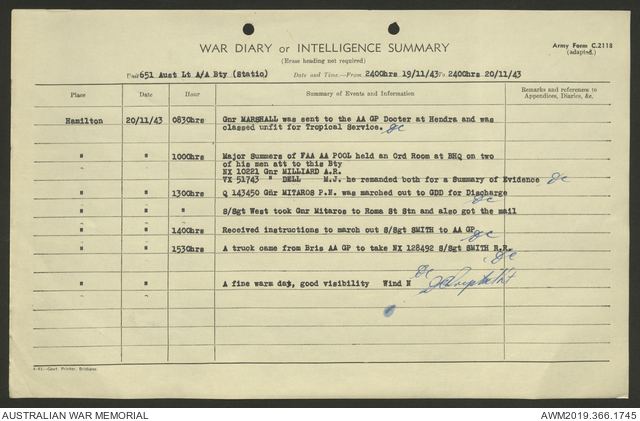 WAR DIARY or INTELLIGENCE SUMMARY
(Erase heading not required)
Army Form C.2118
(adapted.)
Unit 651 Aust Lt A/A Bty (Static) Date and Time—From 2400hrs 19/11/43 To 2400hrs 20/11/43
Place Date Hour Summary of Events and Information Remarks and references to Appendices, Diaries, &c.
Hamilton 20/11/43 0830hrs Gnr MARSHALL was sent to the AA GP Docter at Hendra and was
classed unfit for Tropical Service.
" " 1000hrs Major Summers of FAA AA POOL held an Ord Room at BHQ on two
of his men att to this Bty
NX 10221 Gnr MILLIARD A.R.
VX 51743 " DELL M.J. he remanded both for a Summary of Evidence
" " 1300hrs Q 143450 Gnr MITAROS P.N. was marched out to GDD for Discharge
" " " S/Sgt West took Gnr Mitaros to Roma St Stn and also got the mail
" " 1400hrs Received instructions to march out S/Sgt SMITH to AA GP
" " 1530hrs A truck came from Bris AA GP to take NX 128492 S/Sgt SMITH R.R.
" " A fine warm day, good visibility Wind N
Govt. Printer, Brisbane
AUSTRALIAN WAR MEMORIAL AWM2019.366.1745